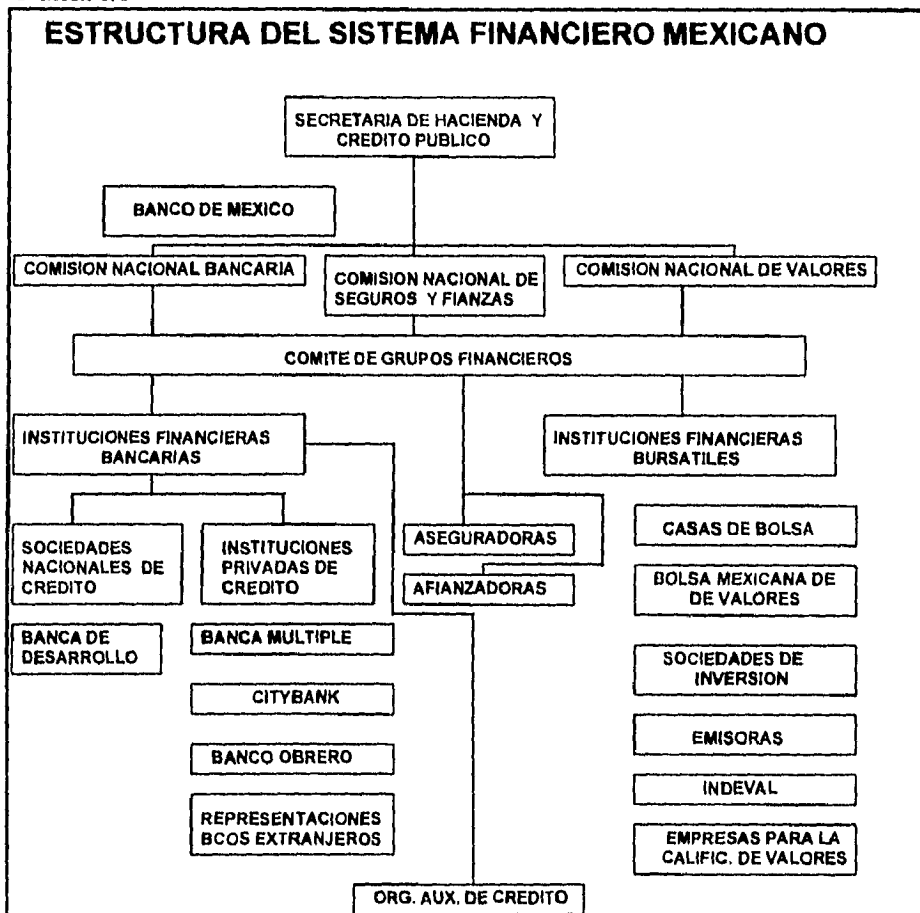 ESTRUCTURA DEL SISTEMA FINANCIERO MEXICANO
SECRETARIA DE HACIENDA Y
CREDITO PUBLICO
BANCO DE MEXICO
COMISION NACIONAL BANCARIA
COMISION NACIONAL DE
SEGUROS Y FIANZAS
COMISION NACIONAL DE VALORES
COMITE DE GRUPOS FINANCIEROS
INSTITUCIONES FINANCIERAS
BANCARIAS
INSTITUCIONES FINANCIERAS
BURSATILES
SOCIEDADES
NACIONALES DE
CREDITO
INSTITUCIONES
PRIVADAS DE
CREDITO
ASEGURADORAS
AFIANZADORAS
CASAS DE BOLSA
BOLSA MEXICANA DE
DE VALORES
BANCA DE
DESARROLLO
BANCA MULTIPLE
SOCIEDADES DE
INVERSION
CITYBANK
EMISORAS
BANCO OBRERO
INDEVAL
REPRESENTACIONES
BCOS EXTRANJEROS
EMPRESAS PARA LA
CALIFIC. DE VALORES
ORG. AUX. DE CREDITO